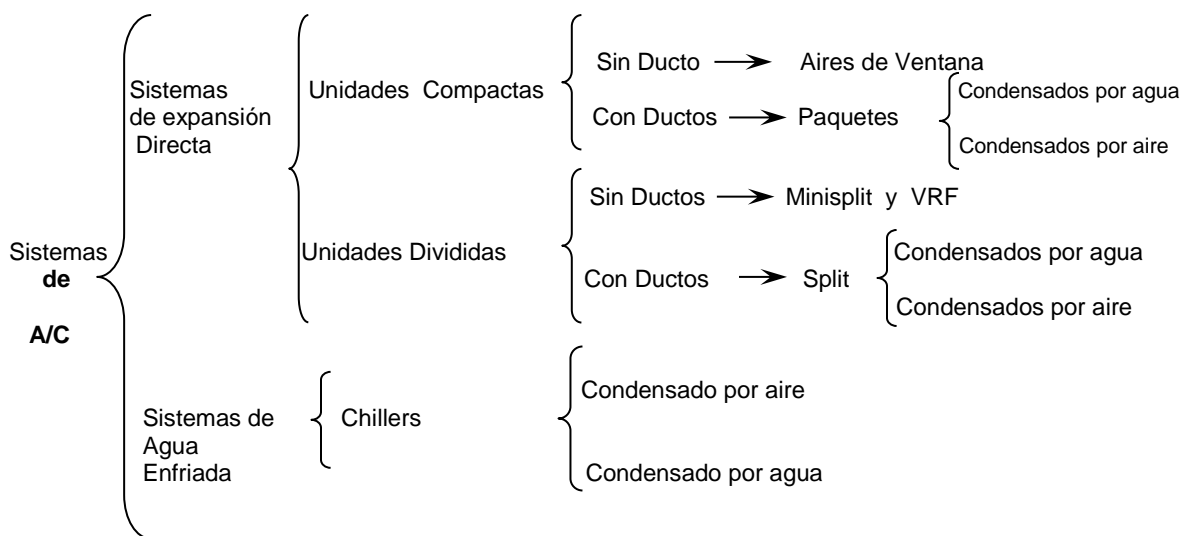 Sistemas
de
A/C
Sistemas
de expansión
Directa
Unidades Compactas
Sin Ducto
Aires de Ventana
Con Ductos
Paquetes
Condensados por agua
Condensados por aire
Unidades Divididas
Sin Ductos
Minisplit y VRF
Con Ductos
Split
Condensados por agua
Condensados por aire
Sistemas de
Agua
Enfriada
Chillers
Condensado por aire
Condensado por agua